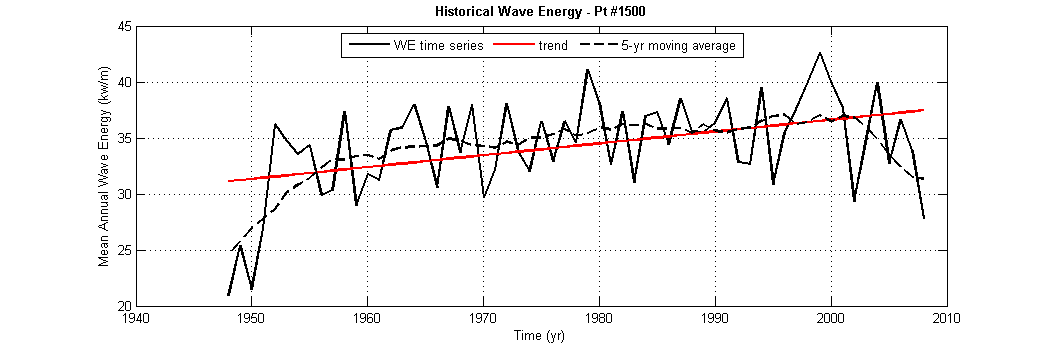 Historical Wave Energy - Pt #1500
WE time series trend 5-yr moving average
Mean Annual Wave Energy (kw/m)
45
40
35
30
25
20
1940 1950 1960 1970 1980 1990 2000 2010
Time (yr)